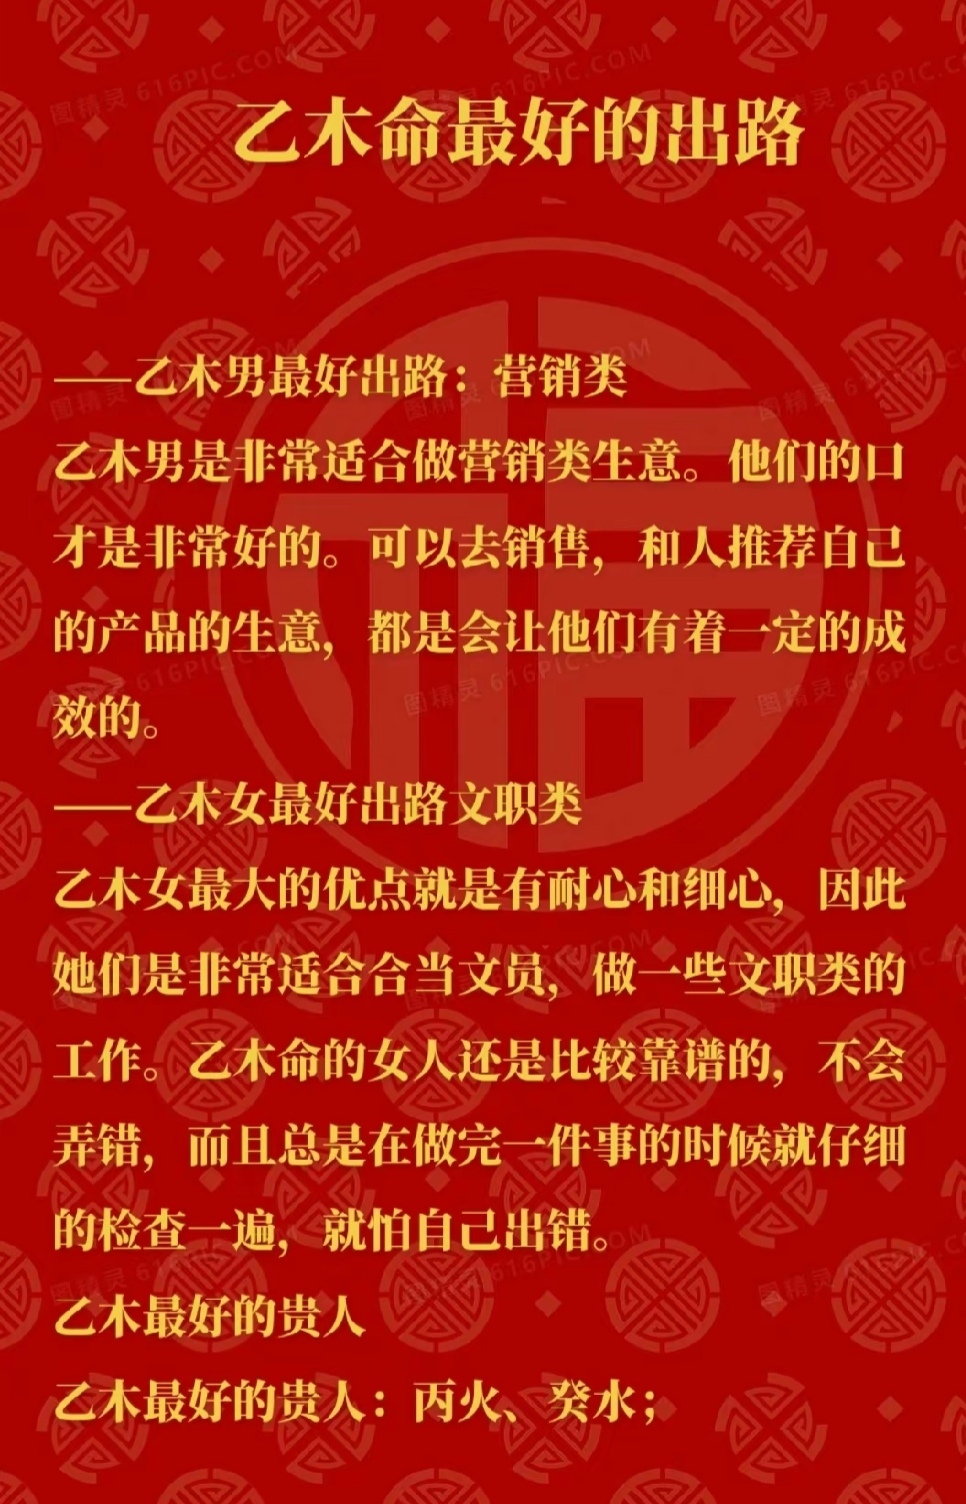 乙木命最好的出路
——乙木男最好出路：营销类
乙木男是非常适合做营销类生意。他们的口
才是非常好的。可以去销售，和人推荐自己
的产品的生意，都是会让他们有着一定的成
效的。
——乙木女最好出路文职类
乙木女最大的优点就是有耐心和细心，因此
她们是非常适合合当文员，做一些文职类的
工作。乙木命的女人还是比较靠谱的，不会
弄错，而且总是在做完一件事的时候就仔细
的检查一遍，就怕自己出错。
乙木最好的贵人
乙木最好的贵人：丙火、癸水；
图精灵 616PIC.COM